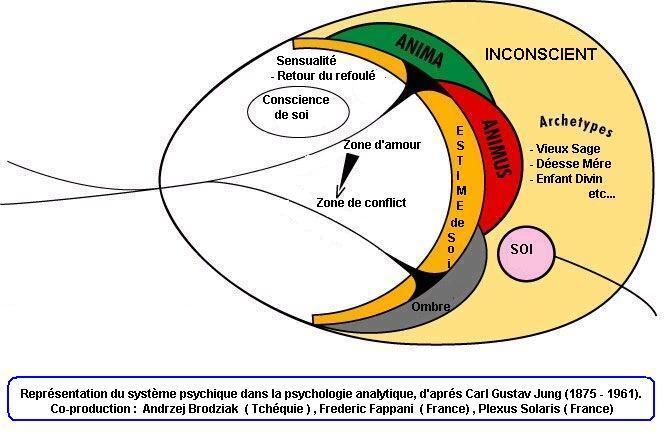 ANIMA
INCONSCIENT
Sensualité
- Retour du refoulé
Conscience
de soi
Archetypes
- Vieux Sage
- Déesse Mére
- Enfant Divin
etc...
ANIMUS
Zone d'amour
Zone de conflict
ESTIME de Soi
SOI
Ombre
Représentation du système psychique dans la psychologie analytique, d'aprés Carl Gustav Jung (1875 - 1961).
Co-production : Andrzej Brodziak ( Tchéquie ) , Frederic Fappani ( France) , Plexus Solaris ( France)